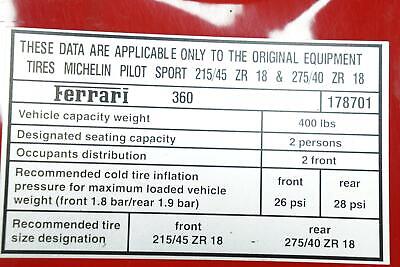 THESE DATA ARE APPLICABLE ONLY TO THE ORIGINAL EQUIPMENT
TIRES MICHELIN PILOT SPORT 215/45 ZR 18 & 275/40 ZR 18
Ferrari 360 178701
Vehicle capacity weight 400 lbs
Designated seating capacity 2 persons
Occupants distribution 2 front
Recommended cold tire inflation front rear
pressure for maximum loaded vehicle
weight (front 1.8 bar/rear 1.9 bar) 26 psi 28 psi
Recommended tire front rear
size designation 215/45 ZR 18 - 275/40 ZR 18